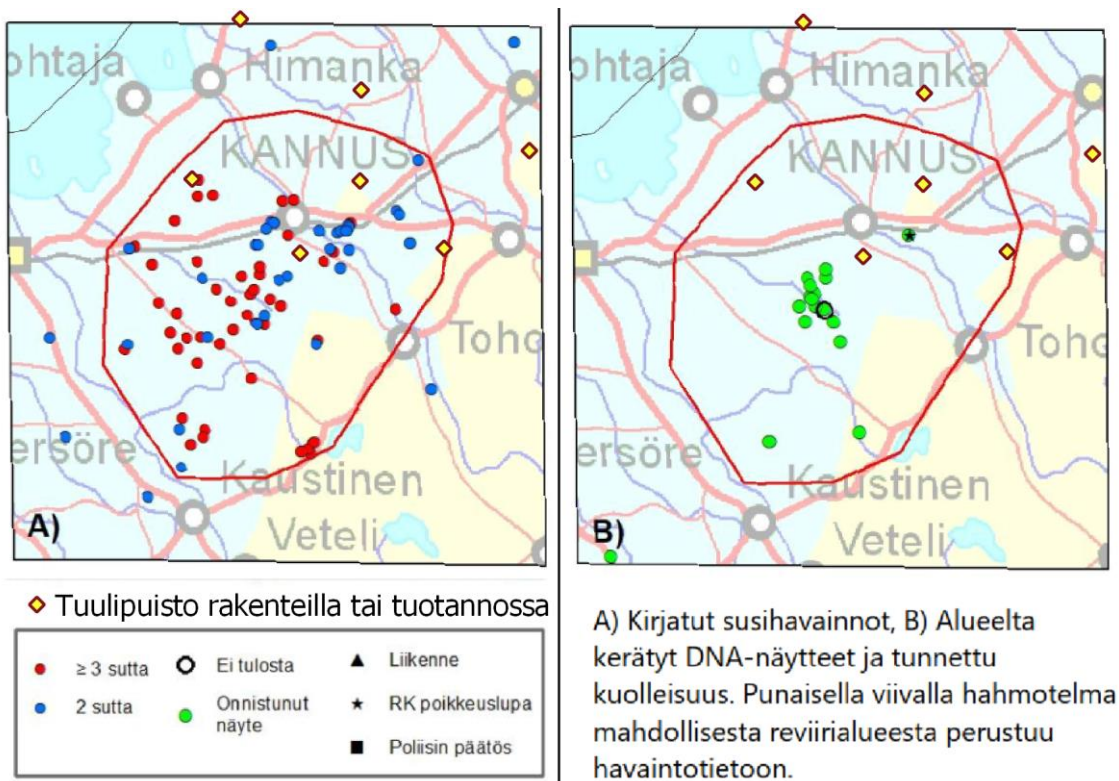 ohtaja
Himanka
KANNUS
Toho
ersöre
Kaustinen
Veteli
A)
ohtaja
Himanka
KANNUS
Toho
ersöre
Kaustinen
Veteli
B)
Tuulipuisto rakenteilla tai tuotannossa
≥ 3 sutta
2 sutta
Ei tulosta
Onnistunut
näyte
Liikenne
RK poikkeuslupa
Poliisin päätös
A) Kirjatut susihavainnot, B) Alueelta
kerätyt DNA-näytteet ja tunnettu
kuolleisuus. Punaisella viivalla hahmotelma
mahdollisesta reviirialueesta perustuu
havaintotietoon.